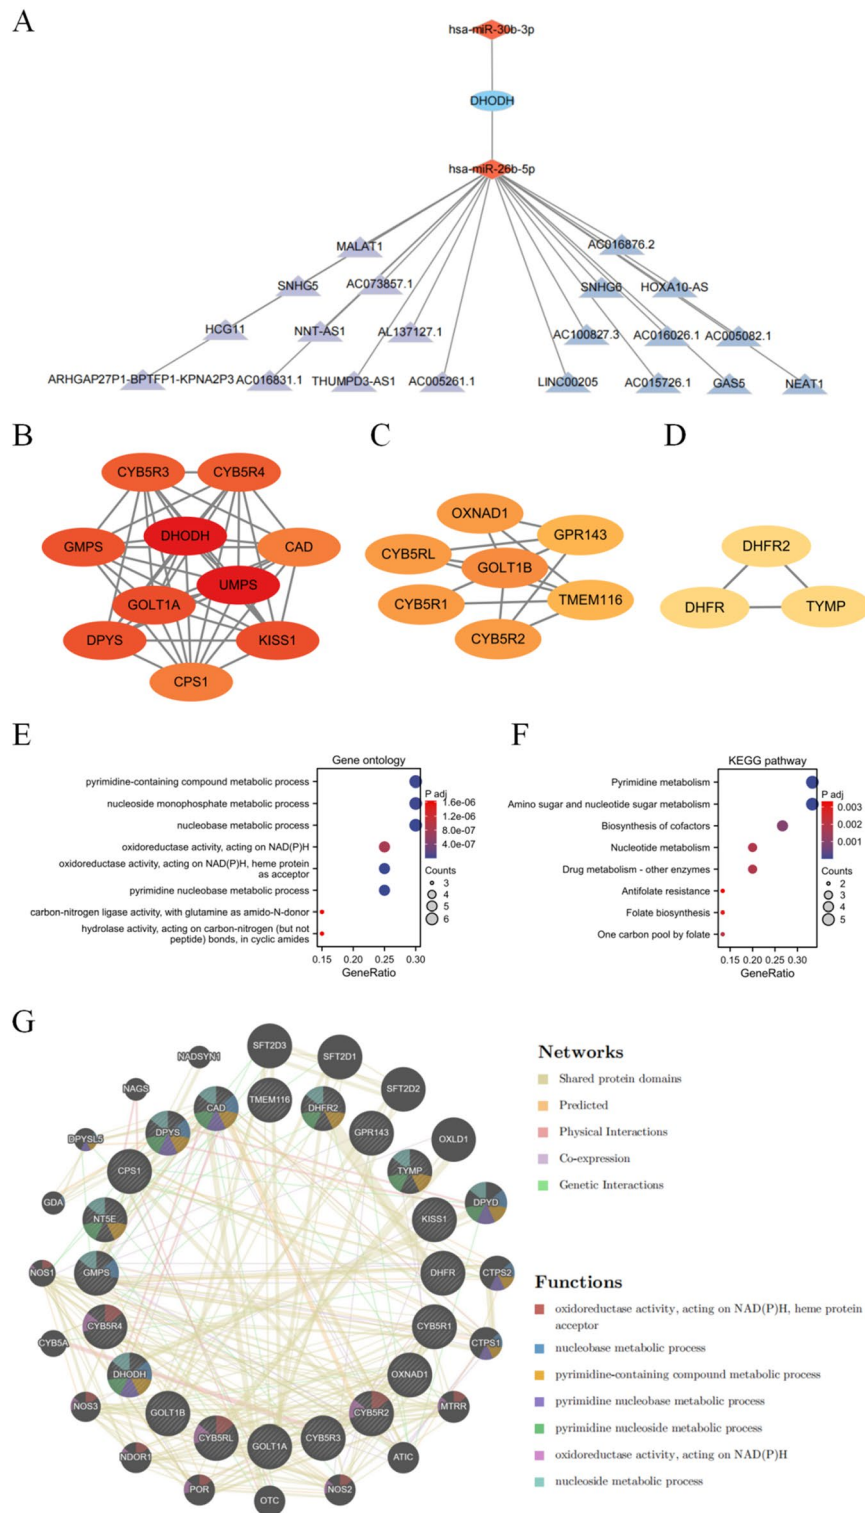 A
hsa-miR-30b-3p
DHODH
hsa-miR-26b-5p
MALAT1
AC016876.2
SNHG5
AC073857.1
SNHG6
HOXA10-AS
HCG11
NNT-AS1
AL137127.1
AC100827.3
AC016026.1
AC005082.1
ARHGAP27P1-BPTFP1-KPNA2P3
AC016831.1
THUMPD3-AS1
AC005261.1
LINC00205
AC015726.1
GAS5
NEAT1
B
CYB5R3
CYB5R4
GMPS
DHODH
CAD
UMPS
GOLT1A
DPYS
KISS1
CPS1
C
OXNAD1
GPR143
CYB5RL
GOLT1B
CYB5R1
TMEM116
CYB5R2
D
DHFR2
DHFR
TYMP
E
Gene ontology
pyrimidine-containing compound metabolic process
nucleoside monophosphate metabolic process
nucleobase metabolic process
oxidoreductase activity, acting on NAD(P)H
oxidoreductase activity, acting on NAD(P)H, heme protein
as acceptor
pyrimidine nucleobase metabolic process
carbon-nitrogen ligase activity, with glutamine as amido-N-donor
hydrolase activity, acting on carbon-nitrogen (but not
peptide) bonds, in cyclic amides
0.15 0.20 0.25 0.30
GeneRatio
P adj
1.6e-06
1.2e-06
8.0e-07
4.0e-07
Counts
3
4
5
6
F
KEGG pathway
Pyrimidine metabolism
Amino sugar and nucleotide sugar metabolism
Biosynthesis of cofactors
Nucleotide metabolism
Drug metabolism - other enzymes
Antifolate resistance
Folate biosynthesis
One carbon pool by folate
0.15 0.20 0.25 0.30
GeneRatio
P adj
0.003
0.002
0.001
Counts
2
3
4
5
G
NADSYN1
SFT2D3
SFT2D1
SFT2D2
NAGS
CAD
TMEM116
DHFR2
GPR143
OXLD1
DPYSL5
DPYS
TYMP
CPS1
DPYD
GDA
NT5E
KISS1
NOS1
GMPS
DHFR
CTPS2
CYB5A
CYB5R4
CYB5R1
CTPS1
DHODH
OXNAD1
NOS3
GOLT1B
CYB5R2
MTRR
CYB5RL
GOLT1A
CYB5R3
NDOR1
ATIC
POR
OTC
NOS2
Networks
Shared protein domains
Predicted
Physical Interactions
Co-expression
Genetic Interactions
Functions
oxidoreductase activity, acting on NAD(P)H, heme protein as
acceptor
nucleobase metabolic process
pyrimidine-containing compound metabolic process
pyrimidine nucleobase metabolic process
pyrimidine nucleoside metabolic process
oxidoreductase activity, acting on NAD(P)H
nucleoside metabolic process